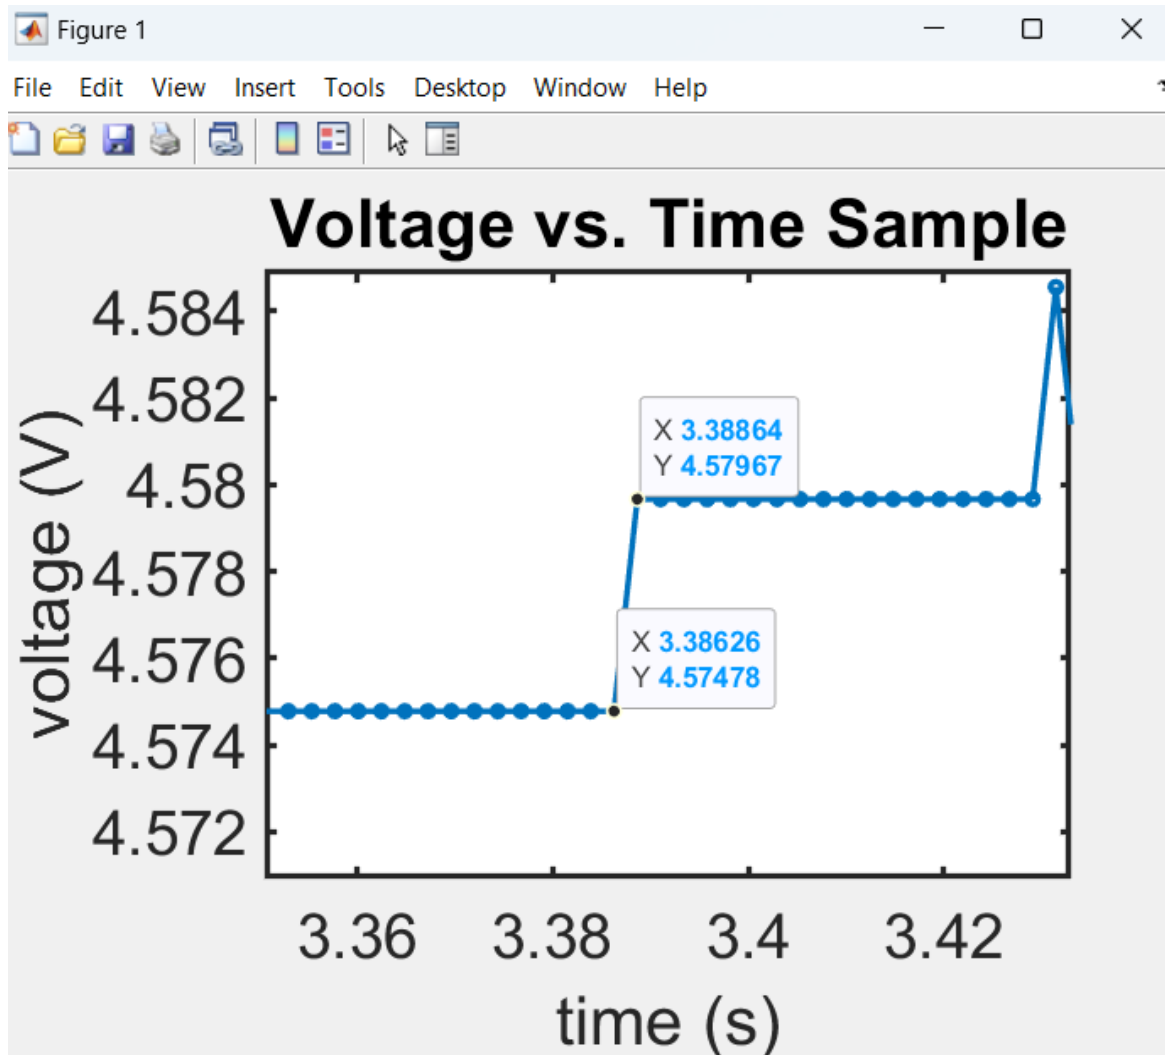 Figure 1
File Edit View Insert Tools Desktop Window Help
Voltage vs. Time Sample
4.584
4.582
4.58
4.578
4.576
4.574
4.572
voltage (V)
X 3.38864
Y 4.57967
X 3.38626
Y 4.57478
3.36 3.38 3.4 3.42
time (s)